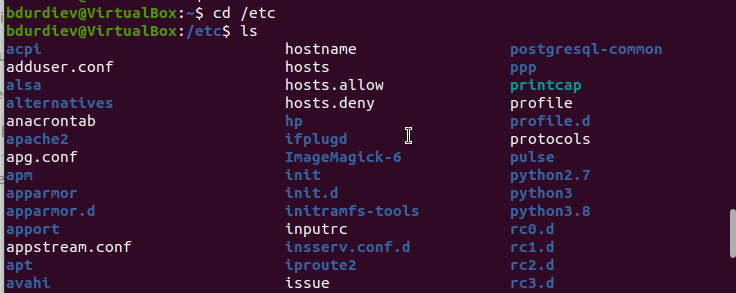 bdurdiev@VirtualBox:~$ cd /etc
bdurdiev@VirtualBox:/etc$ ls
acpi hostname postgresql-common
adduser.conf hosts ppp
alsa hosts.allow printcap
alternatives hosts.deny profile
anacrontab hp profile.d
apache2 ifplugd protocols
apg.conf ImageMagick-6 pulse
apm init python2.7
apparmor init.d python3
apparmor.d initramfs-tools python3.8
apport inputrc rc0.d
appstream.conf insserv.conf.d rc1.d
apt iproute2 rc2.d
avahi issue rc3.d